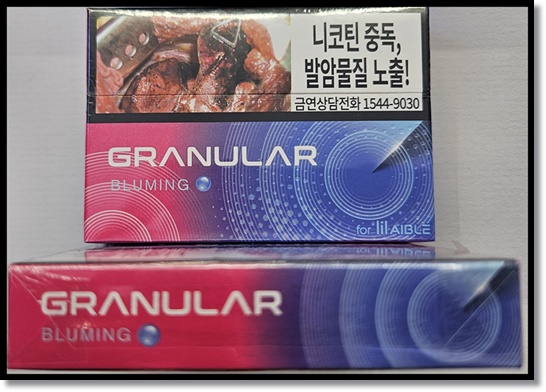 니코틴 중독,
발암물질 노출!
금연상담전화 1544-9030
GRANULAR
BLUMING
for lil AIBLE
GRANULAR
BLUMING